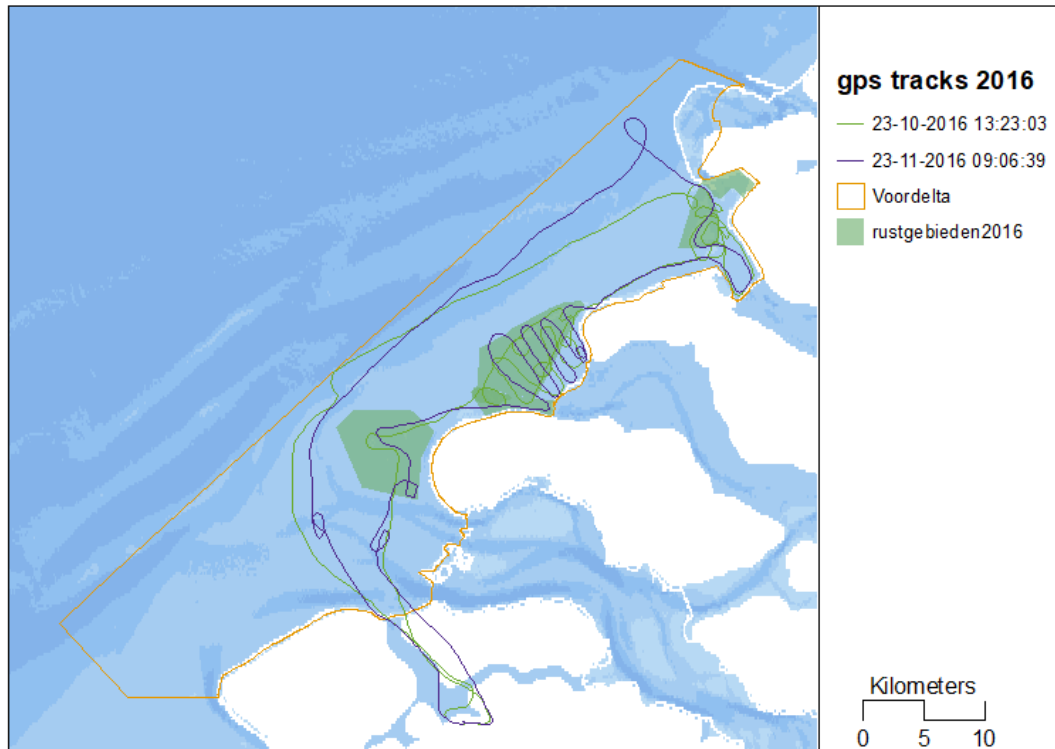 gps tracks 2016
23-10-2016 13:23:03
23-11-2016 09:06:39
Voordelta
rustgebieden2016
Kilometers
0 5 10